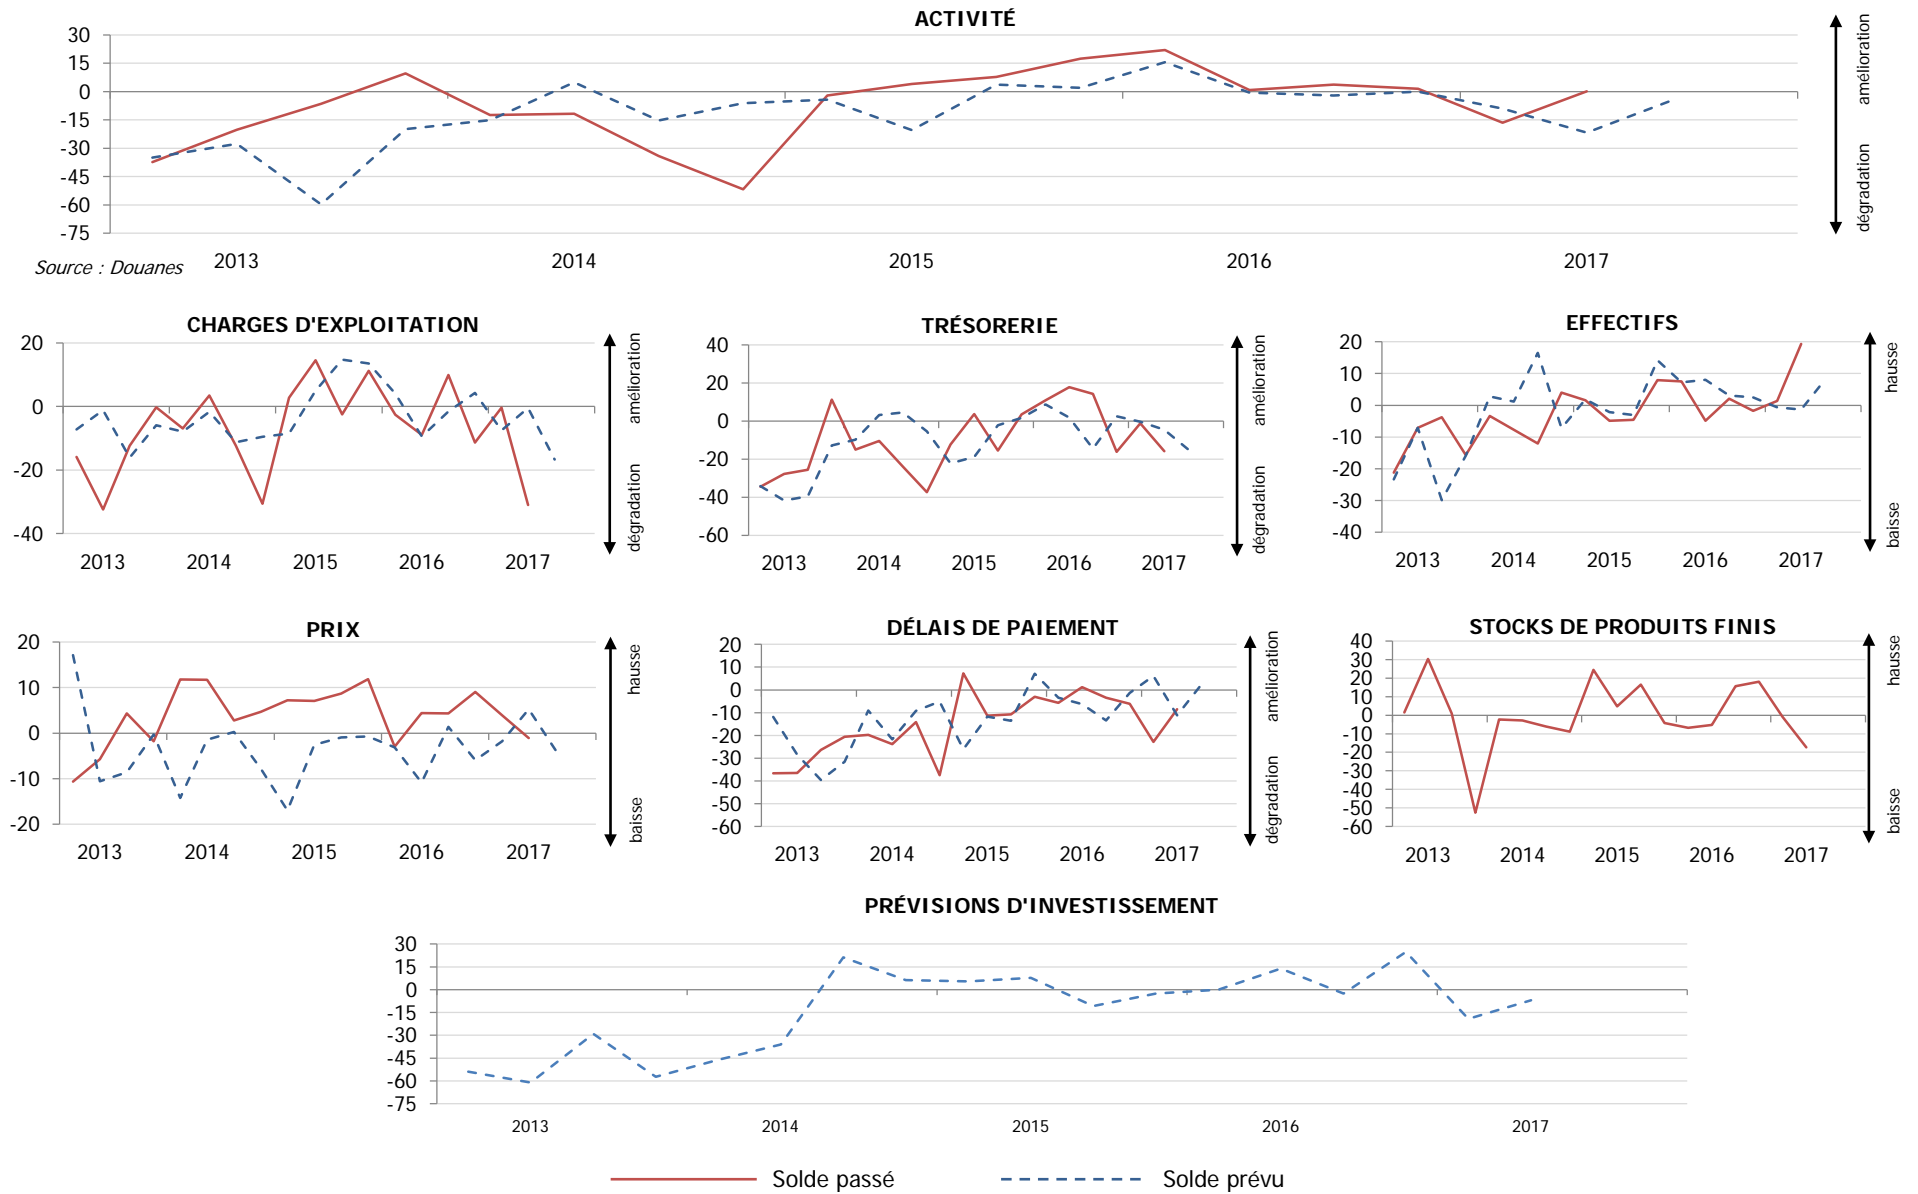 ACTIVITÉ
30
15
0
-15
-30
-45
-60
-75
amélioration
dégradation
2013 2014 2015 2016 2017
Source : Douanes
CHARGES D'EXPLOITATION
20
0
-20
-40
amélioration
dégradation
2013 2014 2015 2016 2017
TRÉSORERIE
40
20
0
-20
-40
-60
amélioration
dégradation
2013 2014 2015 2016 2017
EFFECTIFS
20
10
0
-10
-20
-30
-40
hausse
baisse
2013 2014 2015 2016 2017
PRIX
20
10
0
-10
-20
hausse
baisse
2013 2014 2015 2016 2017
DÉLAIS DE PAIEMENT
20
10
0
-10
-20
-30
-40
-50
-60
amélioration
dégradation
2013 2014 2015 2016 2017
STOCKS DE PRODUITS FINIS
40
30
20
10
0
-10
-20
-30
-40
-50
-60
hausse
baisse
2013 2014 2015 2016 2017
PRÉVISIONS D'INVESTISSEMENT
30
15
0
-15
-30
-45
-60
-75
2013 2014 2015 2016 2017
Solde passé Solde prévu